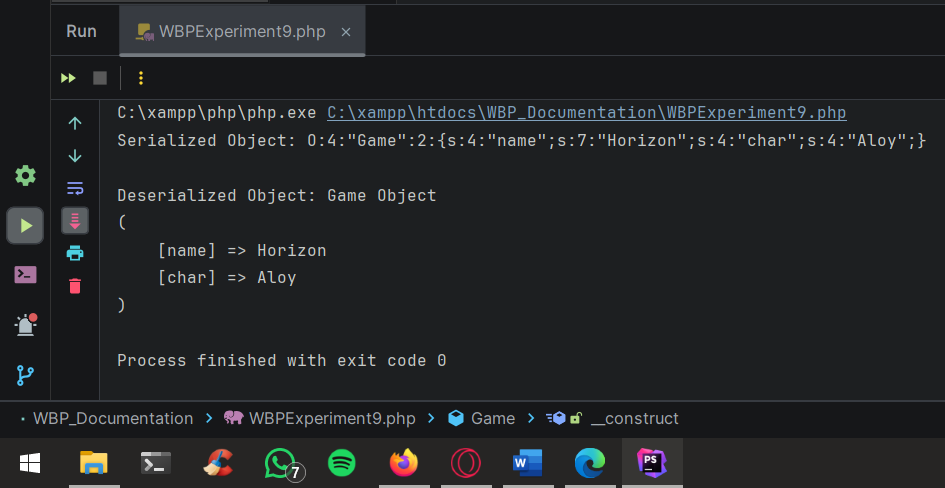 Run
WBPExperiment9.php
C:\xampp\php\php.exe C:\xampp\htdocs\WBP_Documentation\WBPExperiment9.php
Serialized Object: O:4:"Game":2:{s:4:"name";s:7:"Horizon";s:4:"char";s:4:"Aloy";}
Deserialized Object: Game Object
(
[name] => Horizon
[char] => Aloy
)
Process finished with exit code 0
WBP_Documentation > WBPExperiment9.php > Game > __construct
7
W
PS